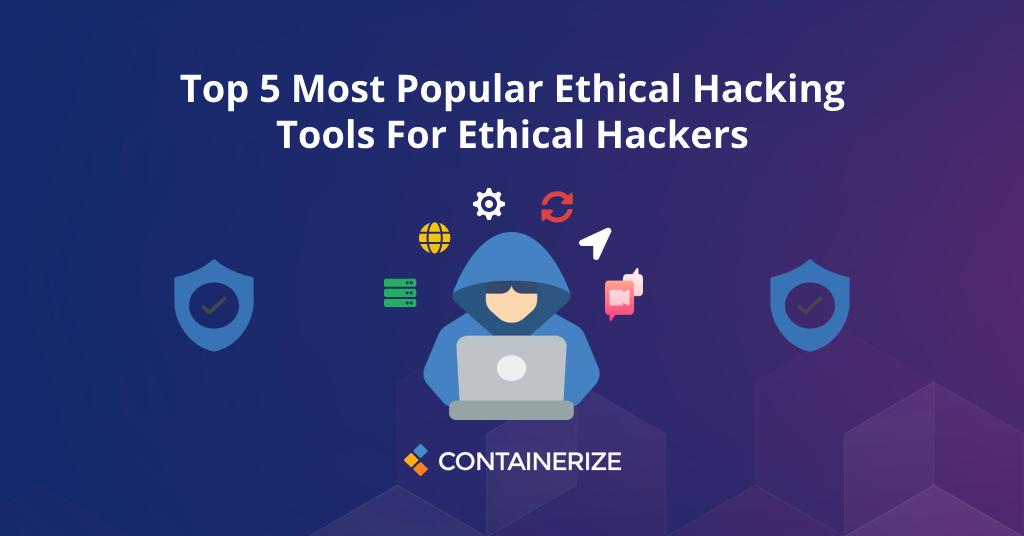 Top 5 Most Popular Ethical Hacking
Tools For Ethical Hackers
CONTAINERIZE